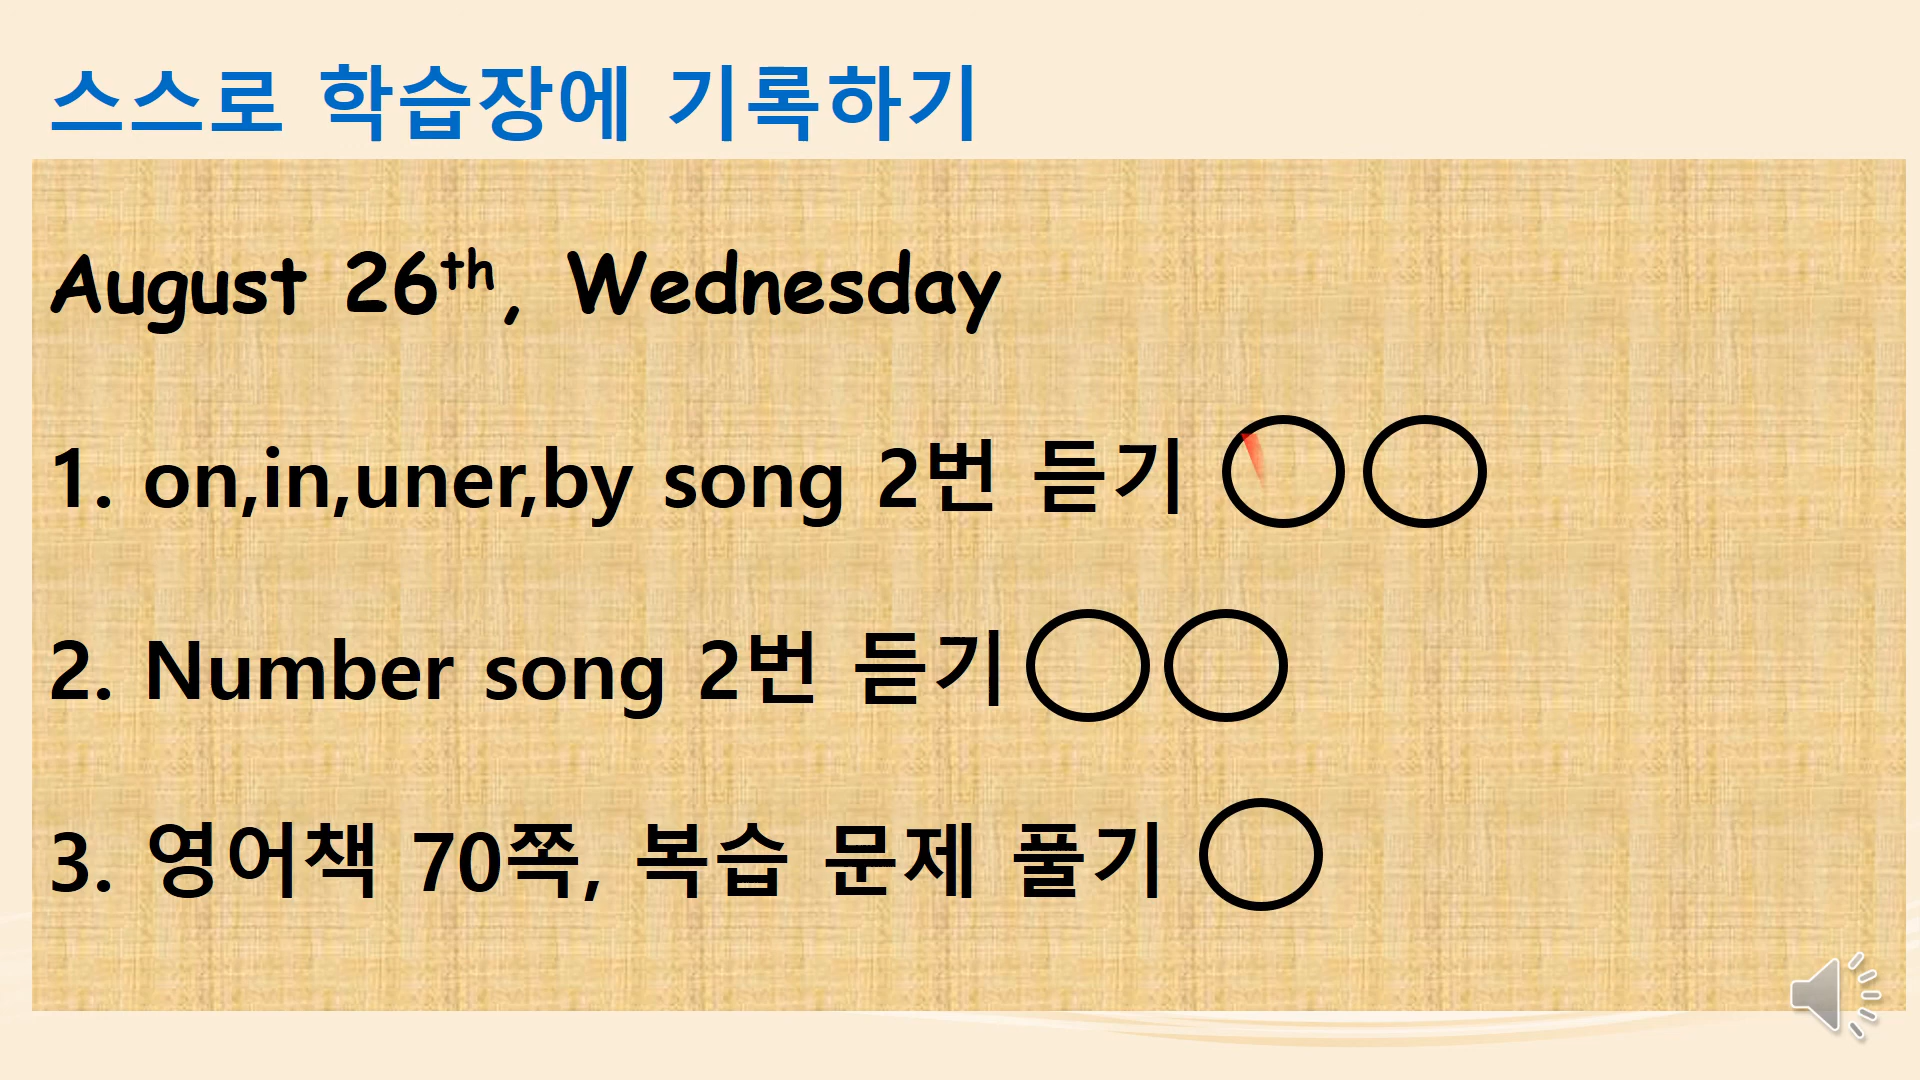 스스로 학습장에 기록하기
August 26th, Wednesday
1. on,in,uner,by song 2번 듣기
2. Number song 2번 듣기
3. 영어책 70쪽, 복습 문제 풀기